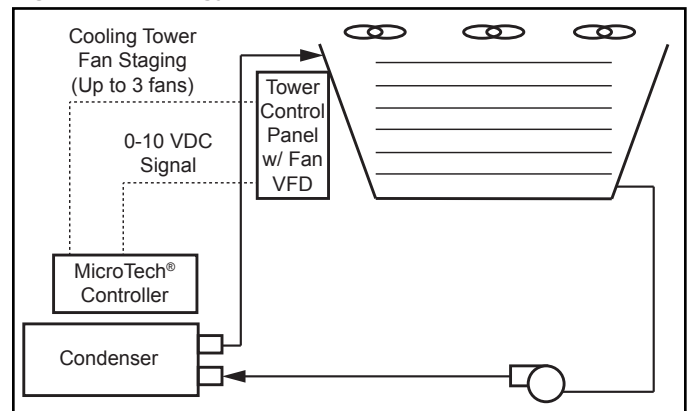 Cooling Tower
Fan Staging
(Up to 3 fans)
0-10 VDC
Signal
Tower
Control
Panel
w/ Fan
VFD
MicroTech®
Controller
Condenser